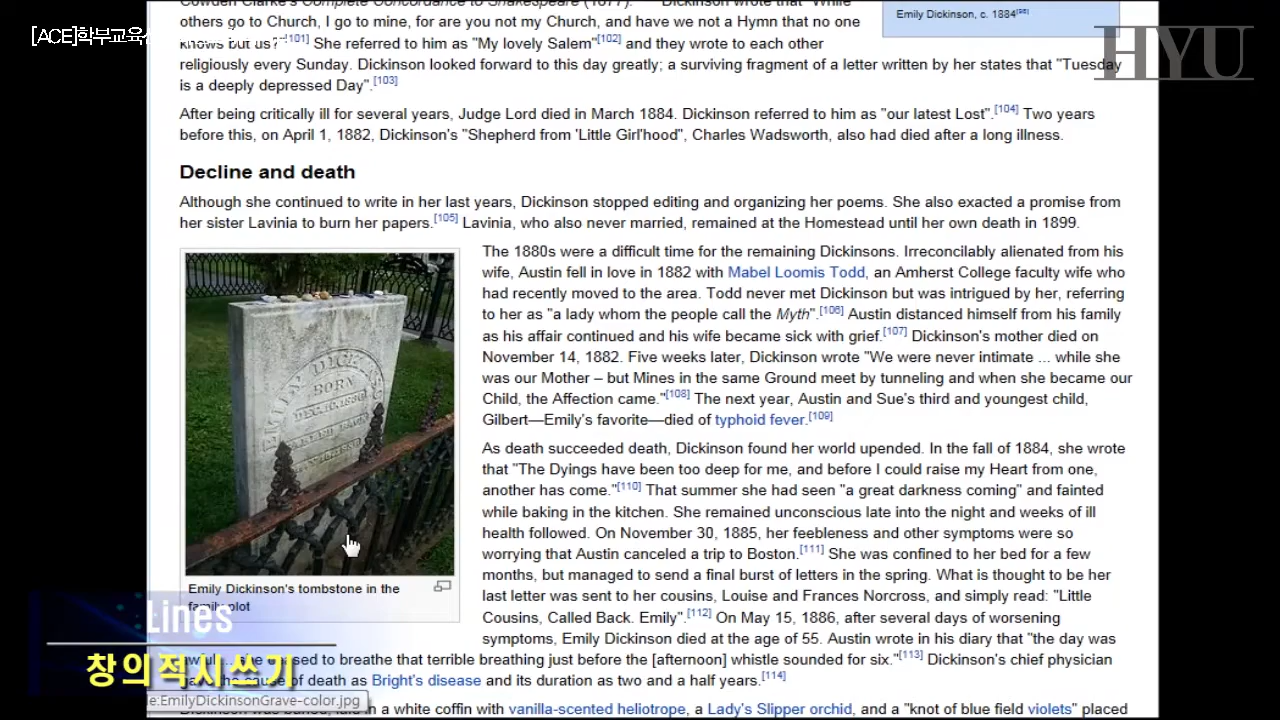 Cowden Clarke's Complete Concordance to Shakespeare (1877). Dickinson wrote that "While
others go to Church, I go to mine, for are you not my Church, and have we not a Hymn that no one
knows but us?"[101] She referred to him as "My lovely Salem"[102] and they wrote to each other
religiously every Sunday. Dickinson looked forward to this day greatly; a surviving fragment of a letter written by her states that "Tuesday
is a deeply depressed Day".[103]
Emily Dickinson, c. 1884[98]
[ACE]학부교육선
HYU
After being critically ill for several years, Judge Lord died in March 1884. Dickinson referred to him as "our latest Lost".[104] Two years
before this, on April 1, 1882, Dickinson's "Shepherd from 'Little Girl'hood", Charles Wadsworth, also had died after a long illness.
Decline and death
Although she continued to write in her last years, Dickinson stopped editing and organizing her poems. She also exacted a promise from
her sister Lavinia to burn her papers.[105] Lavinia, who also never married, remained at the Homestead until her own death in 1899.
The 1880s were a difficult time for the remaining Dickinsons. Irreconcilably alienated from his
wife, Austin fell in love in 1882 with Mabel Loomis Todd, an Amherst College faculty wife who
had recently moved to the area. Todd never met Dickinson but was intrigued by her, referring
to her as "a lady whom the people call the Myth".[106] Austin distanced himself from his family
as his affair continued and his wife became sick with grief.[107] Dickinson's mother died on
November 14, 1882. Five weeks later, Dickinson wrote "We were never intimate ... while she
was our Mother – but Mines in the same Ground meet by tunneling and when she became our
Child, the Affection came."[108] The next year, Austin and Sue's third and youngest child,
Gilbert—Emily's favorite—died of typhoid fever.[109]
EMILY DICKINSON
BORN
DEC. 10. 1830
Emily Dickinson's tombstone in the
family plot
As death succeeded death, Dickinson found her world upended. In the fall of 1884, she wrote
that "The Dyings have been too deep for me, and before I could raise my Heart from one,
another has come."[110] That summer she had seen "a great darkness coming" and fainted
while baking in the kitchen. She remained unconscious late into the night and weeks of ill
health followed. On November 30, 1885, her feebleness and other symptoms were so
worrying that Austin canceled a trip to Boston.[111] She was confined to her bed for a few
months, but managed to send a final burst of letters in the spring. What is thought to be her
last letter was sent to her cousins, Louise and Frances Norcross, and simply read: "Little
Cousins, Called Back. Emily".[112] On May 15, 1886, after several days of worsening
symptoms, Emily Dickinson died at the age of 55. Austin wrote in his diary that "the day was
to breathe that terrible breathing just before the [afternoon] whistle sounded for six."[113] Dickinson's chief physician
cause of death as Bright's disease and its duration as two and a half years.[114]
Dickinson was buried, laid in a white coffin with vanilla-scented heliotrope, a Lady's Slipper orchid, and a "knot of blue field violets" placed
Lines
창의적시쓰기
e:EmilyDickinsonGrave-color.jpg